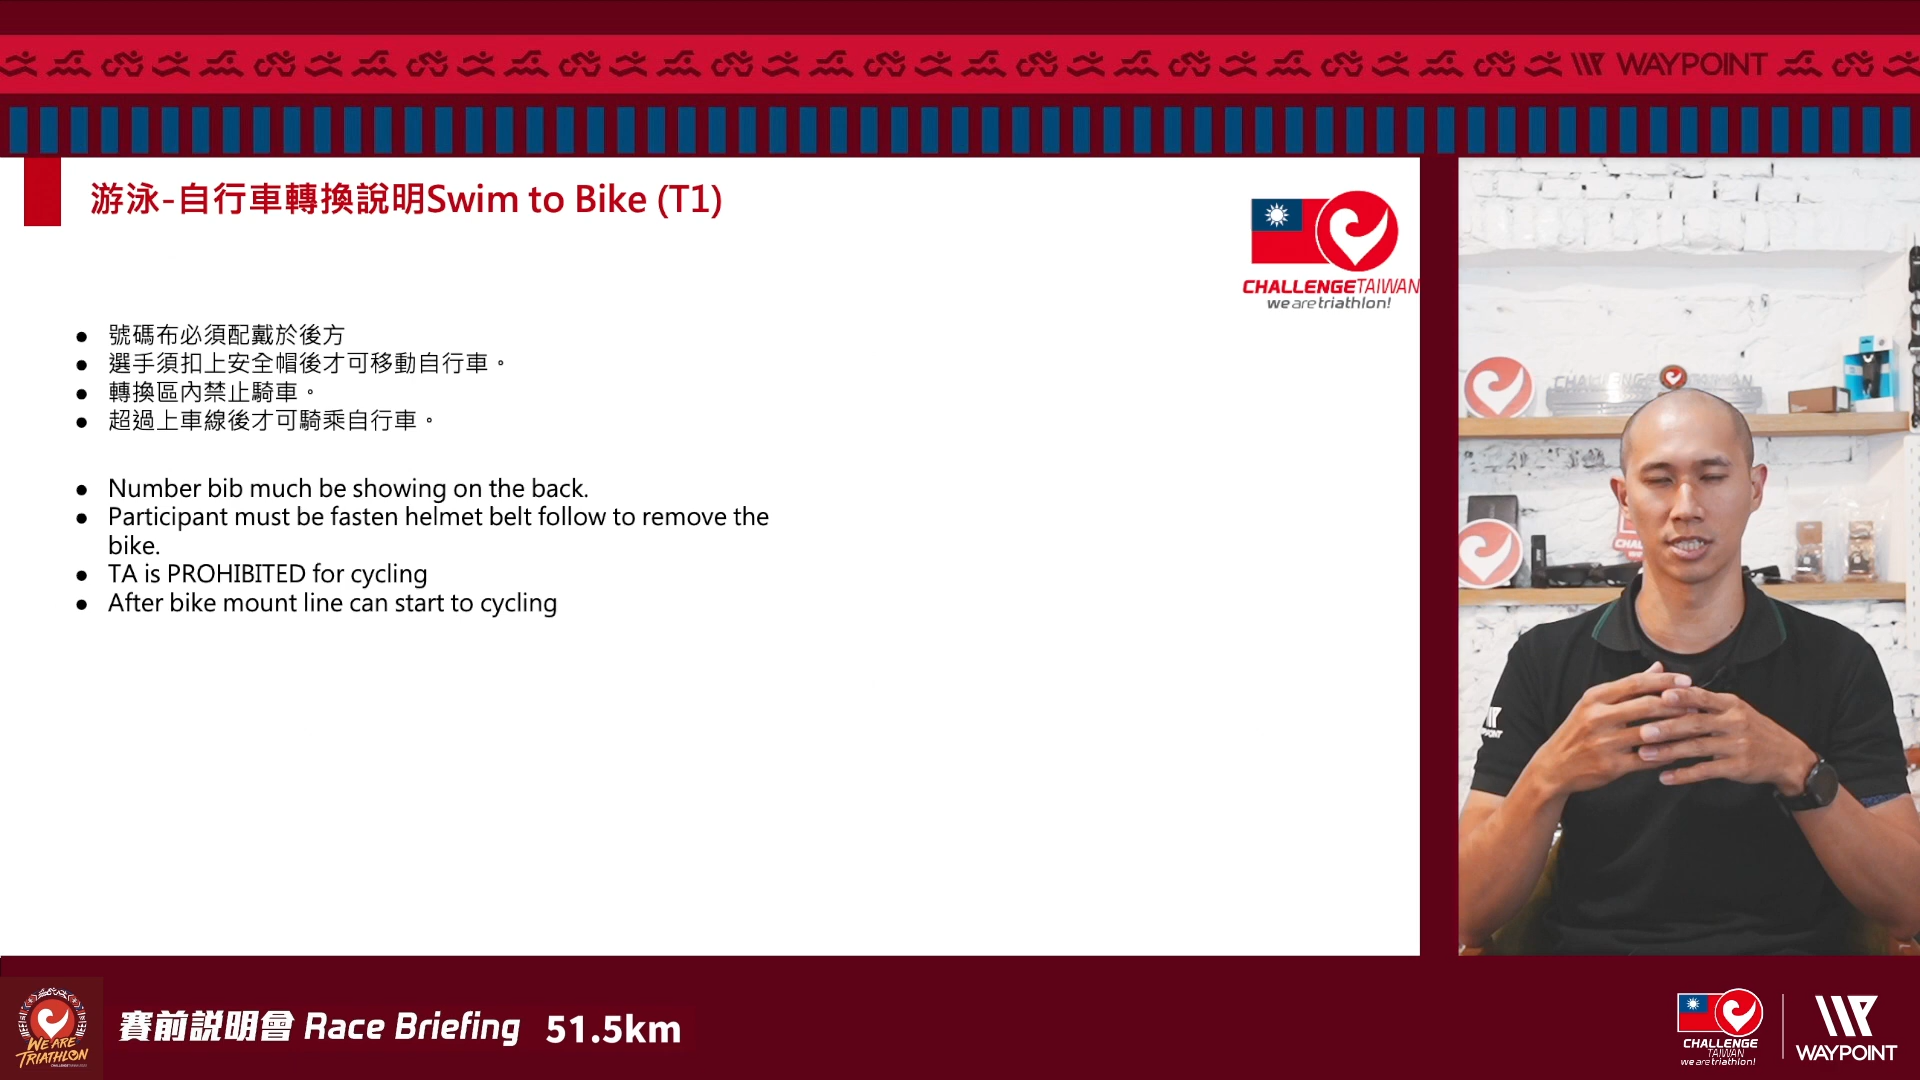 WAYPOINT
游泳-自行車轉換說明Swim to Bike (T1)
CHALLENGETAIWAN
we are triathlon!
● 號碼布必須配戴於後方
● 選手須扣上安全帽後才可移動自行車。
● 轉換區內禁止騎車。
● 超過上車線後才可騎乘自行車。
● Number bib much be showing on the back.
● Participant must be fasten helmet belt follow to remove the
bike.
● TA is PROHIBITED for cycling
● After bike mount line can start to cycling
CHALLENGE TAIWAN
WE ARE
TRIATHLON
賽前説明會 Race Briefing 51.5km
CHALLENGE
TAIWAN
we are triathlon!
WAYPOINT